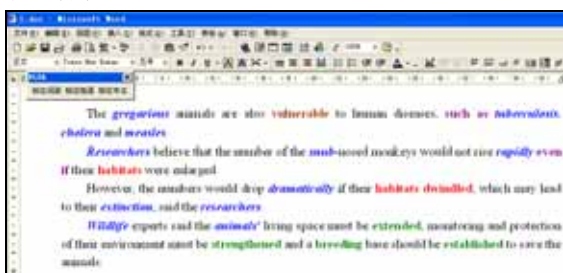 1.doc - Microsoft Word
The gregarious animals are also vulnerable to human diseases, such as tuberculosis,
cholera and measles.
Researchers believe that the number of the snub-nosed monkeys would not rise rapidly even
if their habitats were enlarged.
However, the numbers would drop dramatically if their habitats dwindled, which may lead
to their extinction, said the researchers.
Wildlife experts said the animals' living space must be extended, monitoring and protection
of their environment must be strengthened and a breeding base should be established to save the
animals.